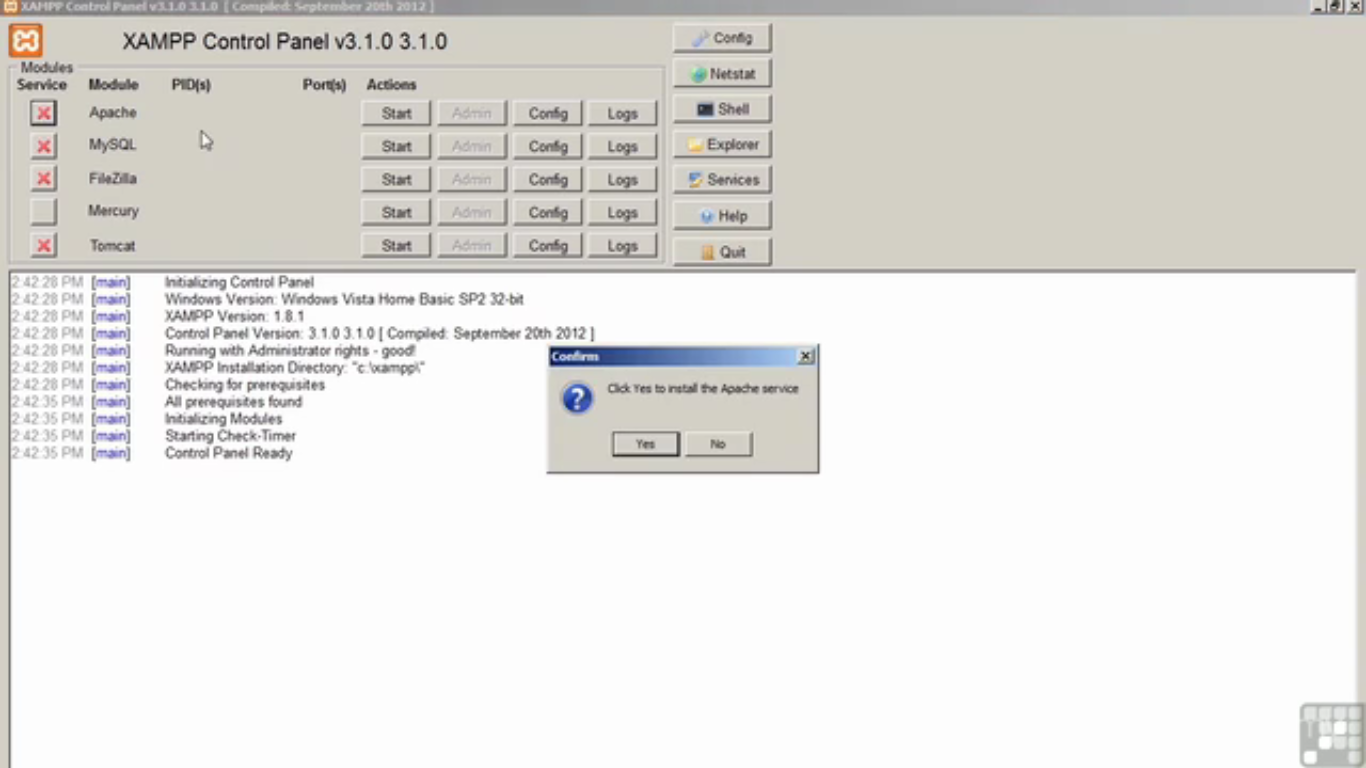 XAMPP Control Panel v3.1.0 3.1.0 [ Compiled: September 20th 2012 ]
XAMPP Control Panel v3.1.0 3.1.0
Config
Modules
Service Module PID(s) Port(s) Actions
Netstat
Apache Start Admin Config Logs
Shell
MySQL Start Admin Config Logs
Explorer
FileZilla Start Admin Config Logs
Services
Mercury Start Admin Config Logs
Help
Tomcat Start Admin Config Logs
Quit
2:42:28 PM [main] Initializing Control Panel
2:42:28 PM [main] Windows Version: Windows Vista Home Basic SP2 32-bit
2:42:28 PM [main] XAMPP Version: 1.8.1
2:42:28 PM [main] Control Panel Version: 3.1.0 3.1.0 [ Compiled: September 20th 2012 ]
2:42:28 PM [main] Running with Administrator rights - good!
2:42:28 PM [main] XAMPP Installation Directory: "c:\xampp\"
2:42:28 PM [main] Checking for prerequisites
2:42:35 PM [main] All prerequisites found
2:42:35 PM [main] Initializing Modules
2:42:35 PM [main] Starting Check-Timer
2:42:35 PM [main] Control Panel Ready
Confirm
Click Yes to install the Apache service
Yes No